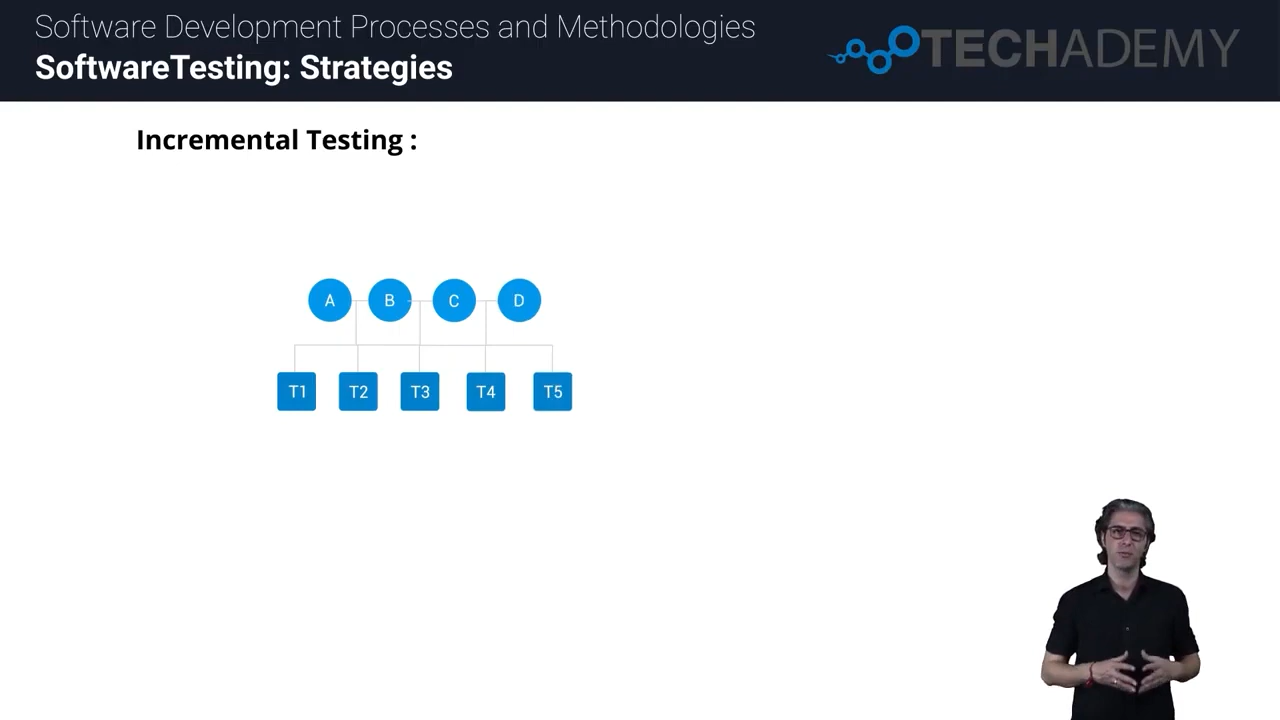 Software Development Processes and Methodologies
SoftwareTesting: Strategies
TECHADEMY
Incremental Testing :
A B C D
T1 T2 T3 T4 T5